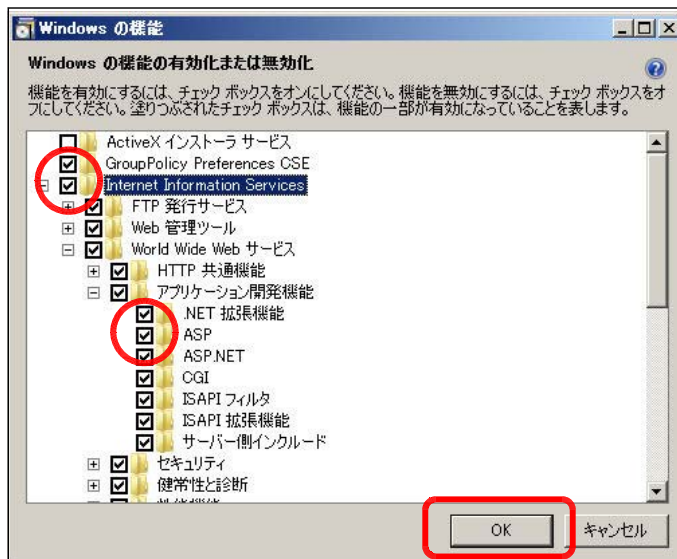 Windows の機能
Windows の機能の有効化または無効化
機能を有効にするには、チェック ボックスをオンにしてください。機能を無効にするには、チェック ボックスをオ
フにしてください。塗りつぶされたチェック ボックスは、機能の一部が有効になっていることを表します。
ActiveX インストーラ サービス
GroupPolicy Preferences CSE
Internet Information Services
FTP 発行サービス
Web 管理ツール
World Wide Web サービス
HTTP 共通機能
アプリケーション開発機能
.NET 拡張機能
ASP
ASP.NET
CGI
ISAPI フィルタ
ISAPI 拡張機能
サーバー側インクルード
セキュリティ
健常性と診断
OK
キャンセル